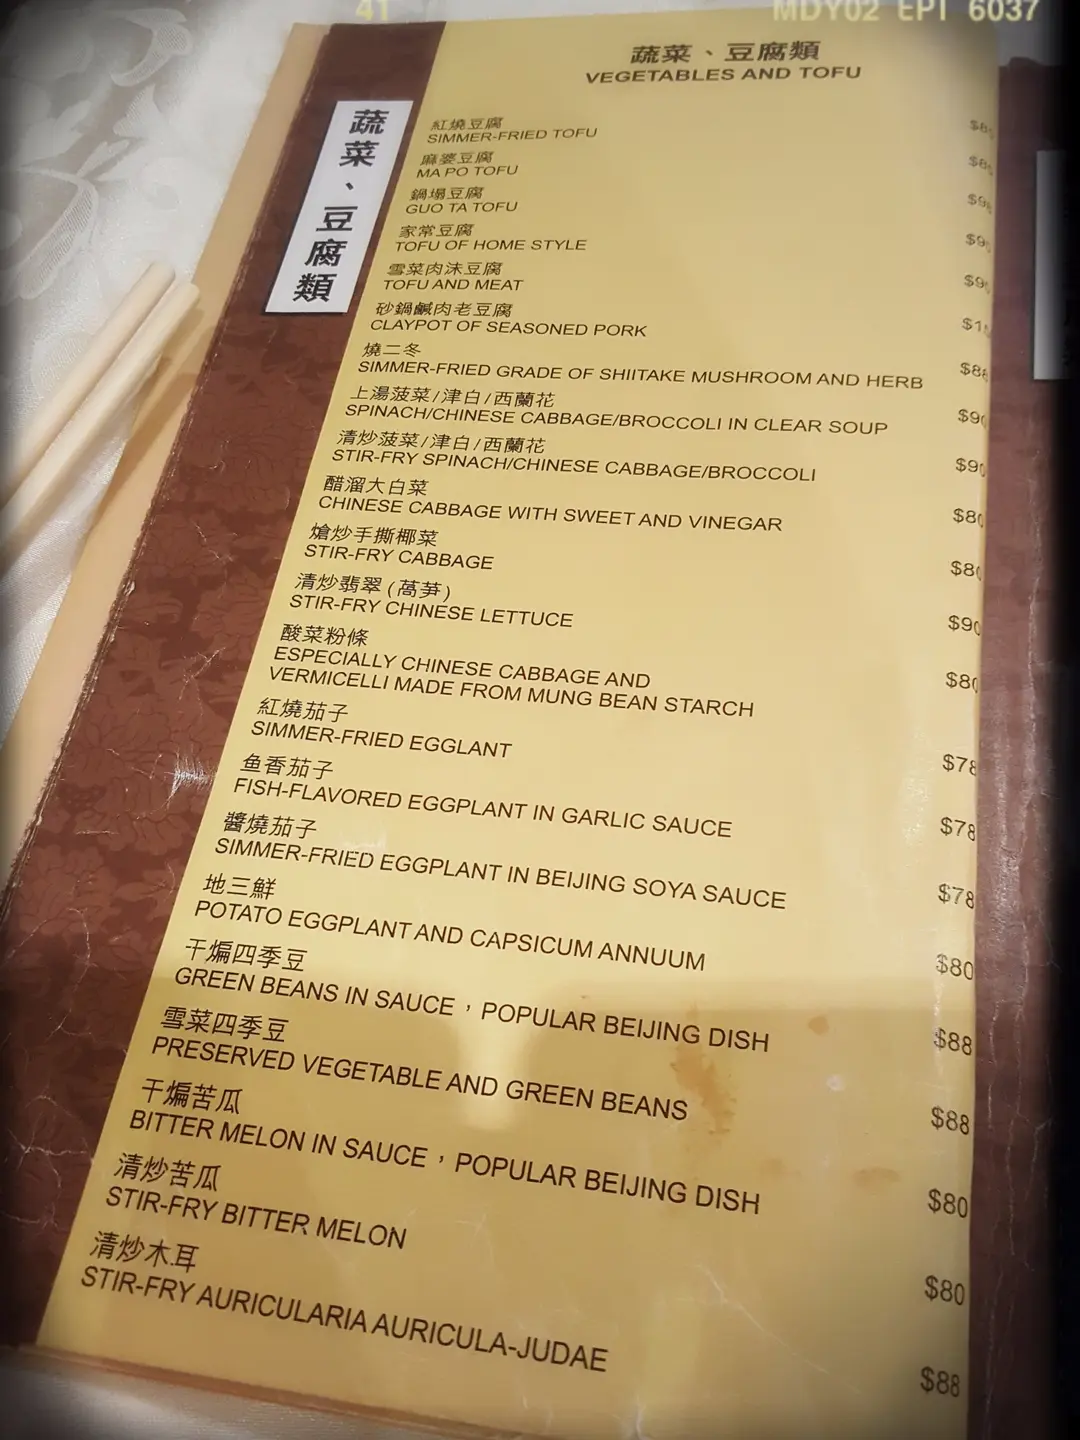 41
MDY02 EPI 6037
蔬菜、豆腐類
VEGETABLES AND TOFU
蔬菜、豆腐類
紅燒豆腐
SIMMER-FRIED TOFU
麻婆豆腐
MA PO TOFU
鍋塌豆腐
GUO TA TOFU
家常豆腐
TOFU OF HOME STYLE
雪菜肉沫豆腐
TOFU AND MEAT
砂鍋鹹肉老豆腐
CLAYPOT OF SEASONED PORK
燒二冬
SIMMER-FRIED GRADE OF SHIITAKE MUSHROOM AND HERB
上湯菠菜/津白/西蘭花
SPINACH/CHINESE CABBAGE/BROCCOLI IN CLEAR SOUP
清炒菠菜/津白/西蘭花
STIR-FRY SPINACH/CHINESE CABBAGE/BROCCOLI $90
醋溜大白菜
CHINESE CABBAGE WITH SWEET AND VINEGAR $80
熗炒手撕椰菜
STIR-FRY CABBAGE $80
清炒翡翠(萵笋)
STIR-FRY CHINESE LETTUCE $90
酸菜粉條
ESPECIALLY CHINESE CABBAGE AND $80
VERMICELLI MADE FROM MUNG BEAN STARCH
紅燒茄子
SIMMER-FRIED EGGLANT $78
鱼香茄子
FISH-FLAVORED EGGPLANT IN GARLIC SAUCE $78
醬燒茄子
SIMMER-FRIED EGGPLANT IN BEIJING SOYA SAUCE $78
地三鮮
POTATO EGGPLANT AND CAPSICUM ANNUUM $80
干煸四季豆
GREEN BEANS IN SAUCE，POPULAR BEIJING DISH $88
雪菜四季豆
PRESERVED VEGETABLE AND GREEN BEANS $88
干煸苦瓜
BITTER MELON IN SAUCE，POPULAR BEIJING DISH $80
清炒苦瓜
STIR-FRY BITTER MELON $80
清炒木耳
STIR-FRY AURICULARIA AURICULA-JUDAE $88